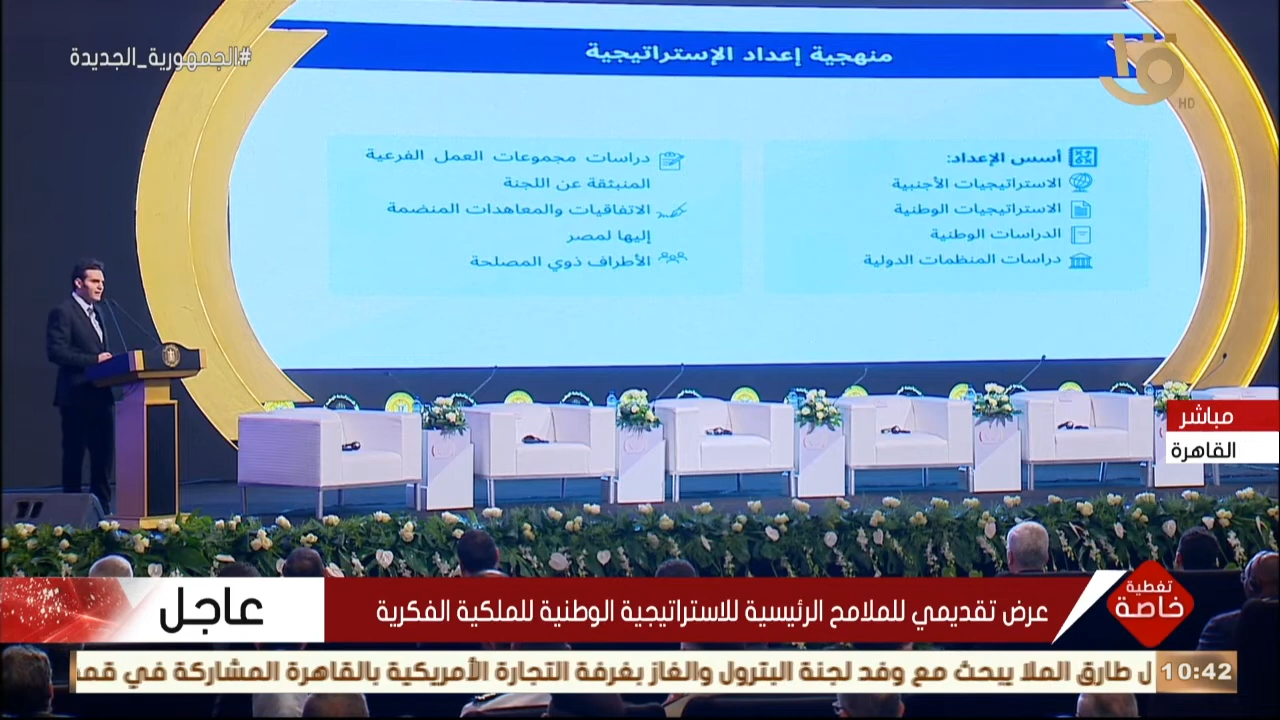 #الجمهورية_الجديدة
منهجية إعداد الإستراتيجية
HD
أسس الإعداد:
الاستراتيجيات الأجنبية
الاستراتيجيات الوطنية
الدراسات الوطنية
دراسات المنظمات الدولية
دراسات مجموعات العمل الفرعية
المنبثقة عن اللجنة
الاتفاقيات والمعاهدات المنضمة
إليها لمصر
الأطراف ذوي المصلحة
مباشر
القاهرة
تغطية
خاصة
عرض تقديمي للملامح الرئيسية للاستراتيجية الوطنية للملكية الفكرية
عاجل
10:42
ل طارق الملا يبحث مع وفد لجنة البترول والغاز بغرفة التجارة الأمريكية بالقاهرة المشاركة في قمـ